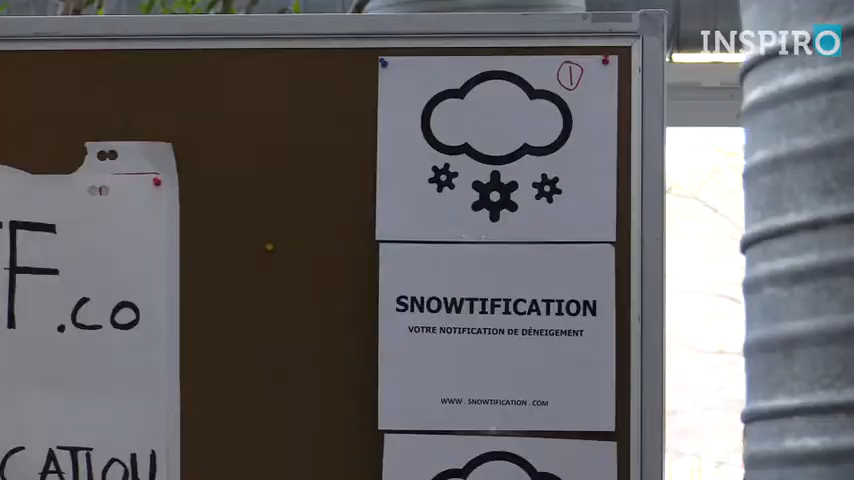 INSPIRO
1
F
.co
CATION
SNOWTIFICATION
VOTRE NOTIFICATION DE DÉNEIGEMENT
WWW.SNOWTIFICATION.COM